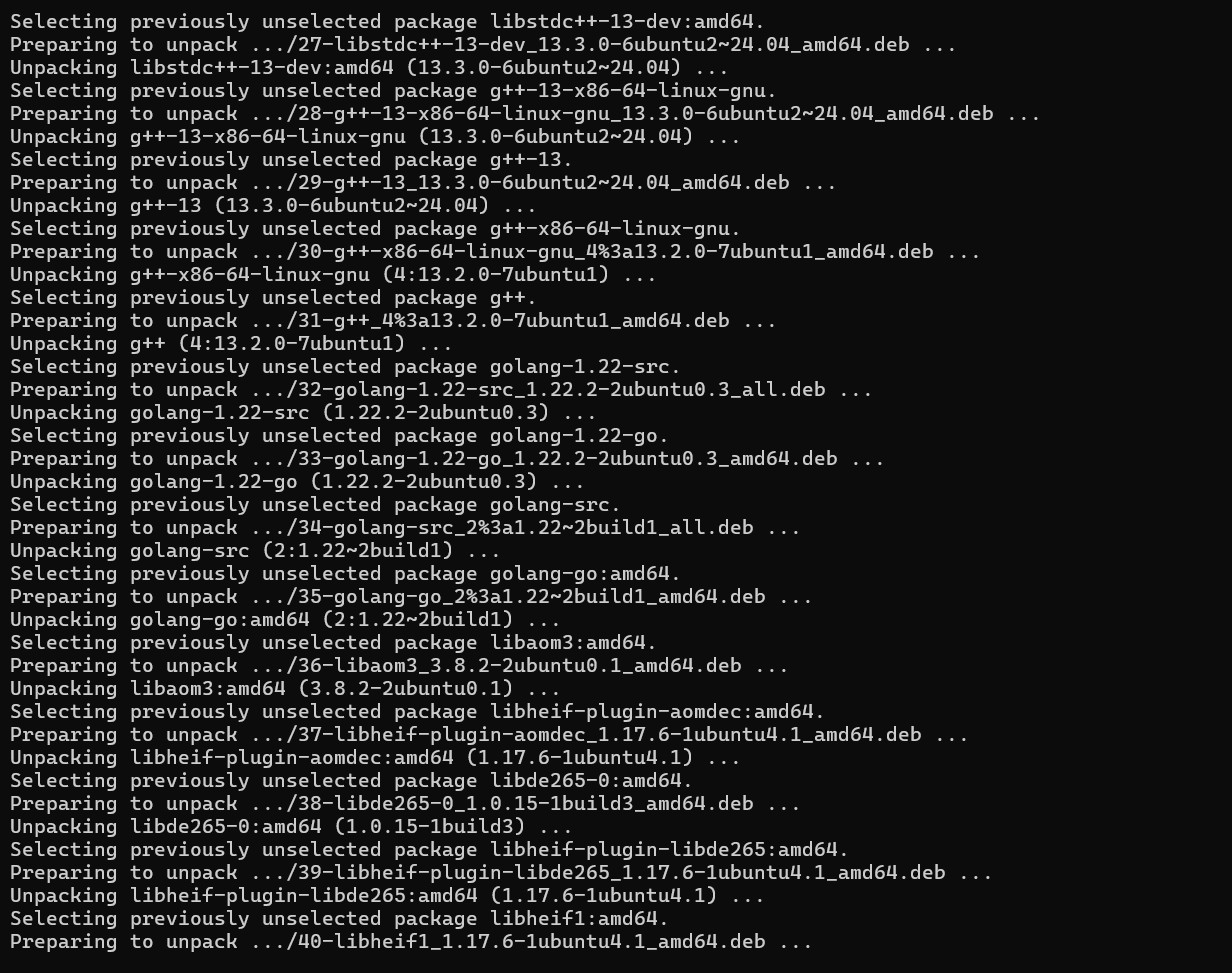 Selecting previously unselected package libstdc++-13-dev:amd64.
Preparing to unpack .../27-libstdc++-13-dev_13.3.0-6ubuntu2~24.04_amd64.deb ...
Unpacking libstdc++-13-dev:amd64 (13.3.0-6ubuntu2~24.04) ...
Selecting previously unselected package g++-13-x86-64-linux-gnu.
Preparing to unpack .../28-g++-13-x86-64-linux-gnu_13.3.0-6ubuntu2~24.04_amd64.deb ...
Unpacking g++-13-x86-64-linux-gnu (13.3.0-6ubuntu2~24.04) ...
Selecting previously unselected package g++-13.
Preparing to unpack .../29-g++-13_13.3.0-6ubuntu2~24.04_amd64.deb ...
Unpacking g++-13 (13.3.0-6ubuntu2~24.04) ...
Selecting previously unselected package g++-x86-64-linux-gnu.
Preparing to unpack .../30-g++-x86-64-linux-gnu_4%3a13.2.0-7ubuntu1_amd64.deb ...
Unpacking g++-x86-64-linux-gnu (4:13.2.0-7ubuntu1) ...
Selecting previously unselected package g++.
Preparing to unpack .../31-g++_4%3a13.2.0-7ubuntu1_amd64.deb ...
Unpacking g++ (4:13.2.0-7ubuntu1) ...
Selecting previously unselected package golang-1.22-src.
Preparing to unpack .../32-golang-1.22-src_1.22.2-2ubuntu0.3_all.deb ...
Unpacking golang-1.22-src (1.22.2-2ubuntu0.3) ...
Selecting previously unselected package golang-1.22-go.
Preparing to unpack .../33-golang-1.22-go_1.22.2-2ubuntu0.3_amd64.deb ...
Unpacking golang-1.22-go (1.22.2-2ubuntu0.3) ...
Selecting previously unselected package golang-src.
Preparing to unpack .../34-golang-src_2%3a1.22~2build1_all.deb ...
Unpacking golang-src (2:1.22~2build1) ...
Selecting previously unselected package golang-go:amd64.
Preparing to unpack .../35-golang-go_2%3a1.22~2build1_amd64.deb ...
Unpacking golang-go:amd64 (2:1.22~2build1) ...
Selecting previously unselected package libaom3:amd64.
Preparing to unpack .../36-libaom3_3.8.2-2ubuntu0.1_amd64.deb ...
Unpacking libaom3:amd64 (3.8.2-2ubuntu0.1) ...
Selecting previously unselected package libheif-plugin-aomdec:amd64.
Preparing to unpack .../37-libheif-plugin-aomdec_1.17.6-1ubuntu4.1_amd64.deb ...
Unpacking libheif-plugin-aomdec:amd64 (1.17.6-1ubuntu4.1) ...
Selecting previously unselected package libde265-0:amd64.
Preparing to unpack .../38-libde265-0_1.0.15-1build3_amd64.deb ...
Unpacking libde265-0:amd64 (1.0.15-1build3) ...
Selecting previously unselected package libheif-plugin-libde265:amd64.
Preparing to unpack .../39-libheif-plugin-libde265_1.17.6-1ubuntu4.1_amd64.deb ...
Unpacking libheif-plugin-libde265:amd64 (1.17.6-1ubuntu4.1) ...
Selecting previously unselected package libheif1:amd64.
Preparing to unpack .../40-libheif1_1.17.6-1ubuntu4.1_amd64.deb ...